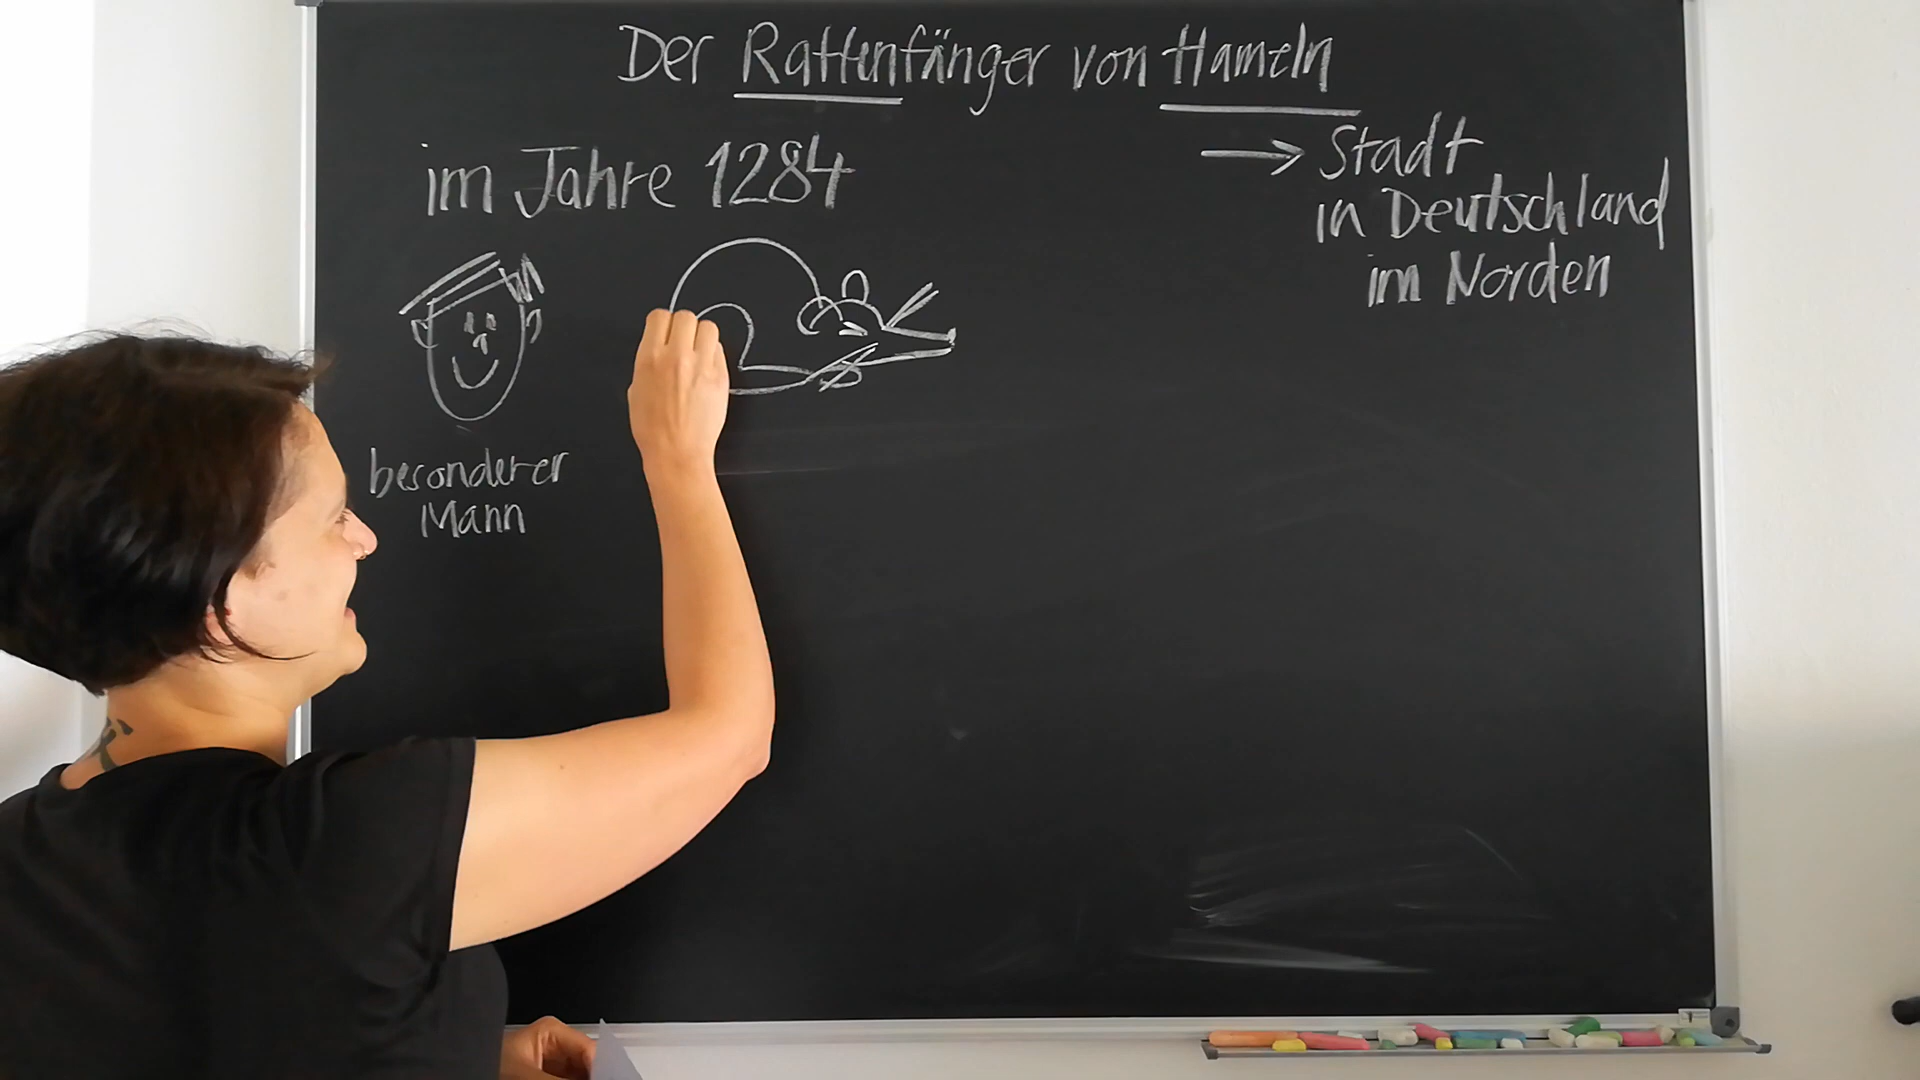 Der Rattenfänger von Hameln
im Jahre 1284
→ Stadt
in Deutschland
im Norden
besonderer
Mann